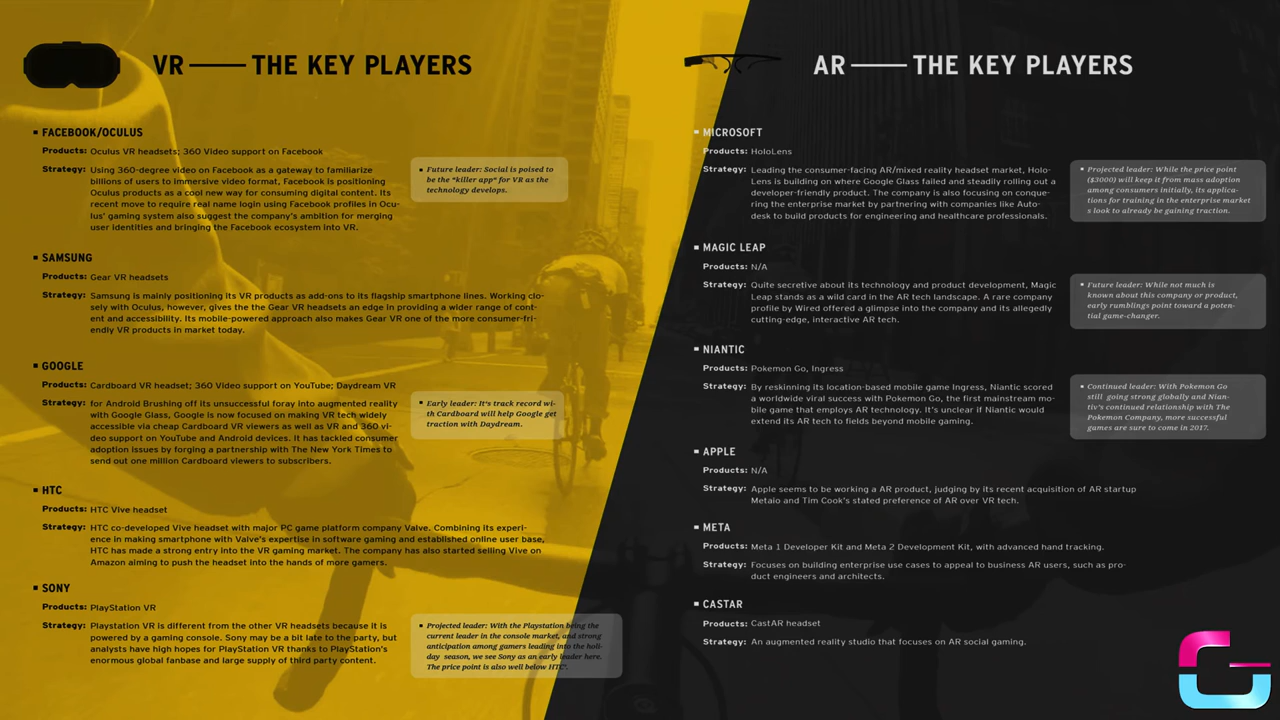 VR — THE KEY PLAYERS
FACEBOOK/OCULUS
Products: Oculus VR headsets; 360 Video support on Facebook
Strategy: Using 360-degree video on Facebook as a gateway to familiarize
billions of users to immersive video format, Facebook is positioning
Oculus products as a cool new way for consuming digital content. Its
recent move to require real name login using Facebook profiles in Ocu-
lus' gaming system also suggest the company's ambition for merging
user identities and bringing the Facebook ecosystem into VR.
Future leader: Social is poised to
be the "killer app" for VR as the
technology develops.
SAMSUNG
Products: Gear VR headsets
Strategy: Samsung is mainly positioning its VR products as add-ons to its flagship smartphone lines. Working clo-
sely with Oculus, however, gives the the Gear VR headsets an edge in providing a wider range of cont-
ent and accessibility. Its mobile-powered approach also makes Gear VR one of the more consumer-fri-
endly VR products in market today.
GOOGLE
Products: Cardboard VR headset; 360 Video support on YouTube; Daydream VR
Strategy: for Android Brushing off its unsuccessful foray into augmented reality
with Google Glass, Google is now focused on making VR tech widely
accessible via cheap Cardboard VR viewers as well as VR and 360 vi-
deo support on YouTube and Android devices. It has tackled consumer
adoption issues by forging a partnership with The New York Times to
send out one million Cardboard viewers to subscribers.
Early leader: It's track record wi-
th Cardboard will help Google get
traction with Daydream.
HTC
Products: HTC Vive headset
Strategy: HTC co-developed Vive headset with major PC game platform company Valve. Combining its experi-
ence in making smartphone with Valve's expertise in software gaming and established online user base,
HTC has made a strong entry into the VR gaming market. The company has also started selling Vive on
Amazon aiming to push the headset into the hands of more gamers.
SONY
Products: PlayStation VR
Strategy: Playstation VR is different from the other VR headsets because it is
powered by a gaming console. Sony may be a bit late to the party, but
analysts have high hopes for PlayStation VR thanks to PlayStation's
enormous global fanbase and large supply of third party content.
Projected leader: With the Playstation being the
current leader in the console market, and strong
anticipation among gamers leading into the holi-
day season, we see Sony as an early leader here.
The price point is also well below HTC'.
AR — THE KEY PLAYERS
MICROSOFT
Products: HoloLens
Strategy: Leading the consumer-facing AR/mixed reality headset market, Holo-
Lens is building on where Google Glass failed and steadily rolling out a
developer-friendly product. The company is also focusing on conque-
ring the enterprise market by partnering with companies like Auto-
desk to build products for engineering and healthcare professionals.
Projected leader: While the price point
($3000) will keep it from mass adoption
among consumers initially, its applica-
tions for training in the enterprise market
s look to already be gaining traction.
MAGIC LEAP
Products: N/A
Strategy: Quite secretive about its technology and product development, Magic
Leap stands as a wild card in the AR tech landscape. A rare company
profile by Wired offered a glimpse into the company and its allegedly
cutting-edge, interactive AR tech.
Future leader: While not much is
known about this company or product,
early rumblings point toward a poten-
tial game-changer.
NIANTIC
Products: Pokemon Go, Ingress
Strategy: By reskinning its location-based mobile game Ingress, Niantic scored
a worldwide viral success with Pokemon Go, the first mainstream mo-
bile game that employs AR technology. It's unclear if Niantic would
extend its AR tech to fields beyond mobile gaming.
Continued leader: With Pokemon Go
still going strong globally and Nian-
tiv's continued relationship with The
Pokemon Company, more successful
games are sure to come in 2017.
APPLE
Products: N/A
Strategy: Apple seems to be working a AR product, judging by its recent acquisition of AR startup
Metaio and Tim Cook's stated preference of AR over VR tech.
META
Products: Meta 1 Developer Kit and Meta 2 Development Kit, with advanced hand tracking.
Strategy: Focuses on building enterprise use cases to appeal to business AR users, such as pro-
duct engineers and architects.
CASTAR
Products: CastAR headset
Strategy: An augmented reality studio that focuses on AR social gaming.